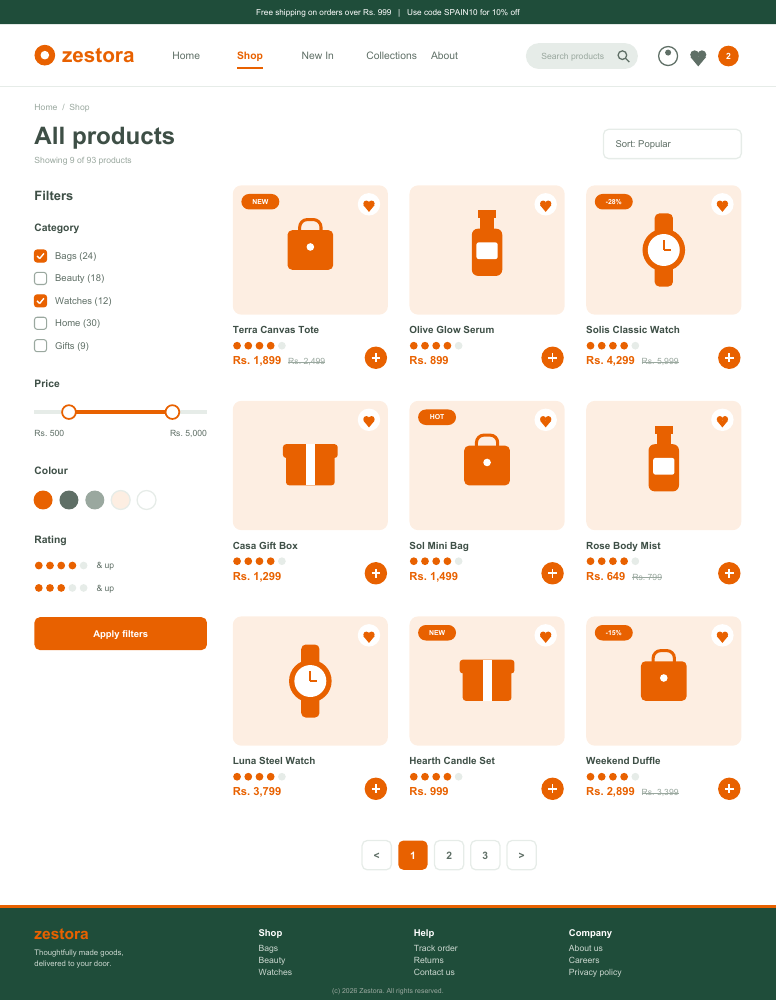 Free shipping on orders over Rs. 999 | Use code SPAIN10 for 10% off
zestora Home Shop New In Collections About Search products 2
Home / Shop
All products
Showing 9 of 93 products
Sort: Popular
Filters
Category
Bags (24)
Beauty (18)
Watches (12)
Home (30)
Gifts (9)
Price
Rs. 500 Rs. 5,000
Colour
Rating
& up
& up
Apply filters
NEW
Terra Canvas Tote
Rs. 1,899 Rs. 2,499
Olive Glow Serum
Rs. 899
-28%
Solis Classic Watch
Rs. 4,299 Rs. 5,999
Casa Gift Box
Rs. 1,299
HOT
Sol Mini Bag
Rs. 1,499
Rose Body Mist
Rs. 649 Rs. 799
Luna Steel Watch
Rs. 3,799
NEW
Hearth Candle Set
Rs. 999
-15%
Weekend Duffle
Rs. 2,899 Rs. 3,399
< 1 2 3 >
zestora
Thoughtfully made goods,
delivered to your door.
Shop
Bags
Beauty
Watches
Help
Track order
Returns
Contact us
Company
About us
Careers
Privacy policy
(c) 2026 Zestora. All rights reserved.